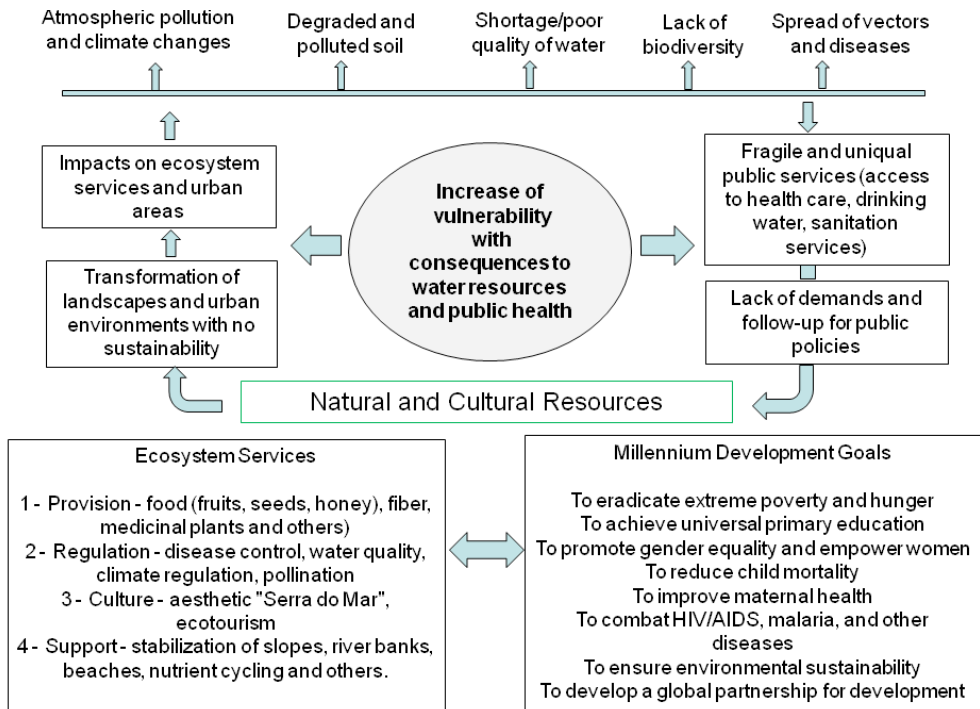 Atmospheric pollution
and climate changes
Degraded and
polluted soil
Shortage/poor
quality of water
Lack of
biodiversity
Spread of vectors
and diseases
Impacts on ecosystem
services and urban
areas
Transformation of
landscapes and urban
environments with no
sustainability
Increase of
vulnerability
with
consequences to
water resources
and public health
Fragile and uniqual
public services (access
to health care, drinking
water, sanitation
services)
Lack of demands and
follow-up for public
policies
Natural and Cultural Resources
Ecosystem Services
1 - Provision - food (fruits, seeds, honey), fiber,
medicinal plants and others)
2- Regulation - disease control, water quality,
climate regulation, pollination
3- Culture - aesthetic "Serra do Mar",
ecotourism
4- Support - stabilization of slopes, river banks,
beaches, nutrient cycling and others.
Millennium Development Goals
To eradicate extreme poverty and hunger
To achieve universal primary education
To promote gender equality and empower women
To reduce child mortality
To improve maternal health
To combat HIV/AIDS, malaria, and other
diseases
To ensure environmental sustainability
To develop a global partnership for development